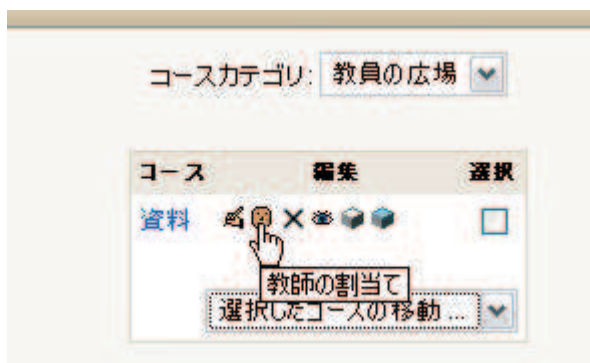 コースカテゴリ: 教員の広場
コース 編集 選択
資料
教師の割当て
選択したコースの移動 ...